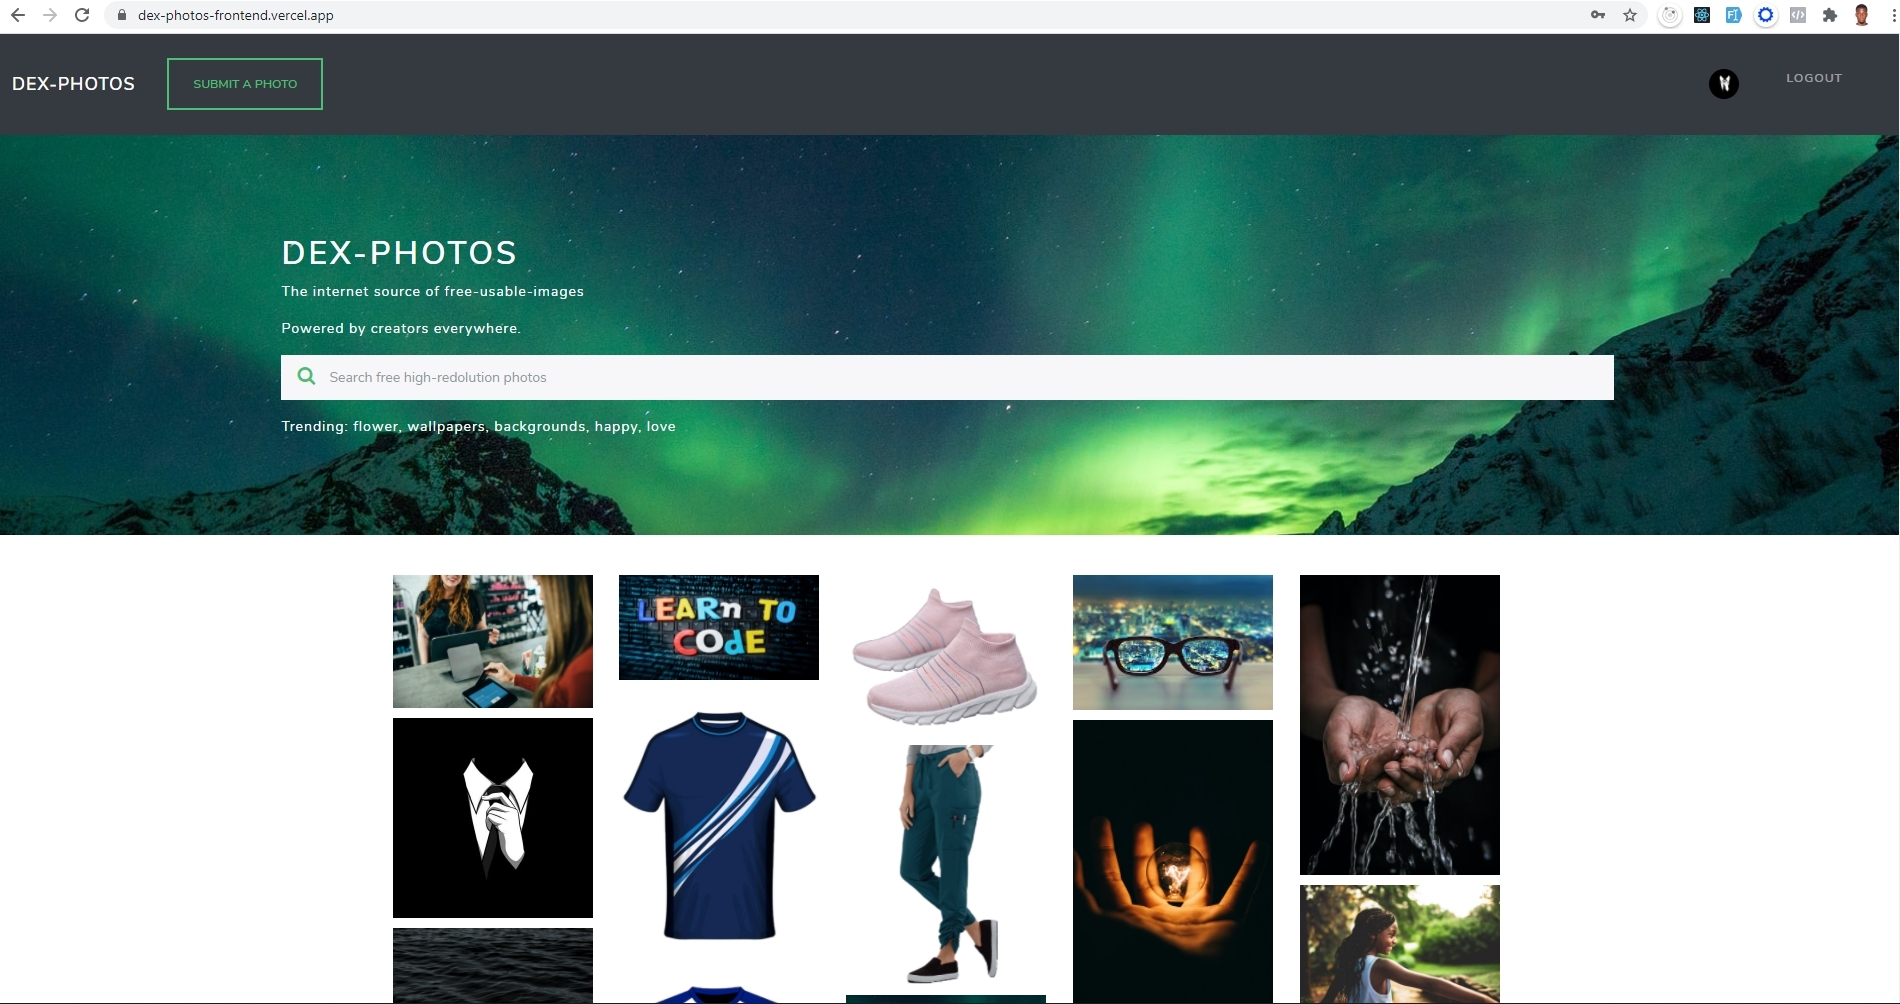 dex-photos-frontend.vercel.app
DEX-PHOTOS
SUBMIT A PHOTO
LOGOUT
DEX-PHOTOS
The internet source of free-usable-images
Powered by creators everywhere.
Search free high-redolution photos
Trending: flower, wallpapers, backgrounds, happy, love
LEARn TO
CodE